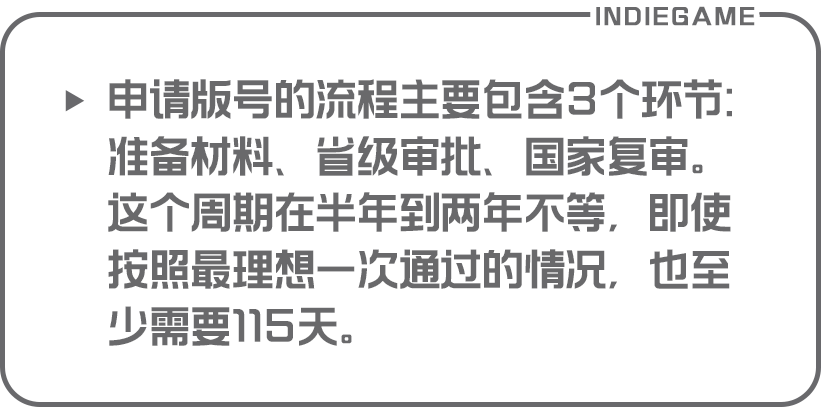 INDIEGAME
▶ 申请版号的流程主要包含3个环节:
准备材料、省级审批、国家复审。
这个周期在半年到两年不等，即使
按照最理想一次通过的情况，也至
少需要115天。